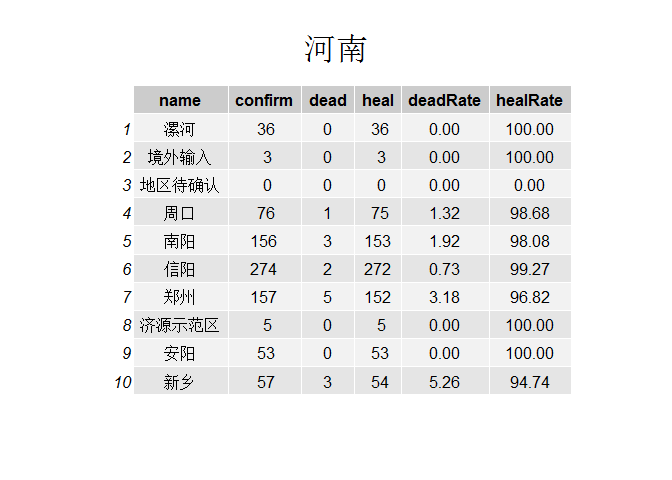 河南
name confirm dead heal deadRate healRate
1 漯河 36 0 36 0.00 100.00
2 境外输入 3 0 3 0.00 100.00
3 地区待确认 0 0 0 0.00 0.00
4 周口 76 1 75 1.32 98.68
5 南阳 156 3 153 1.92 98.08
6 信阳 274 2 272 0.73 99.27
7 郑州 157 5 152 3.18 96.82
8 济源示范区 5 0 5 0.00 100.00
9 安阳 53 0 53 0.00 100.00
10 新乡 57 3 54 5.26 94.74